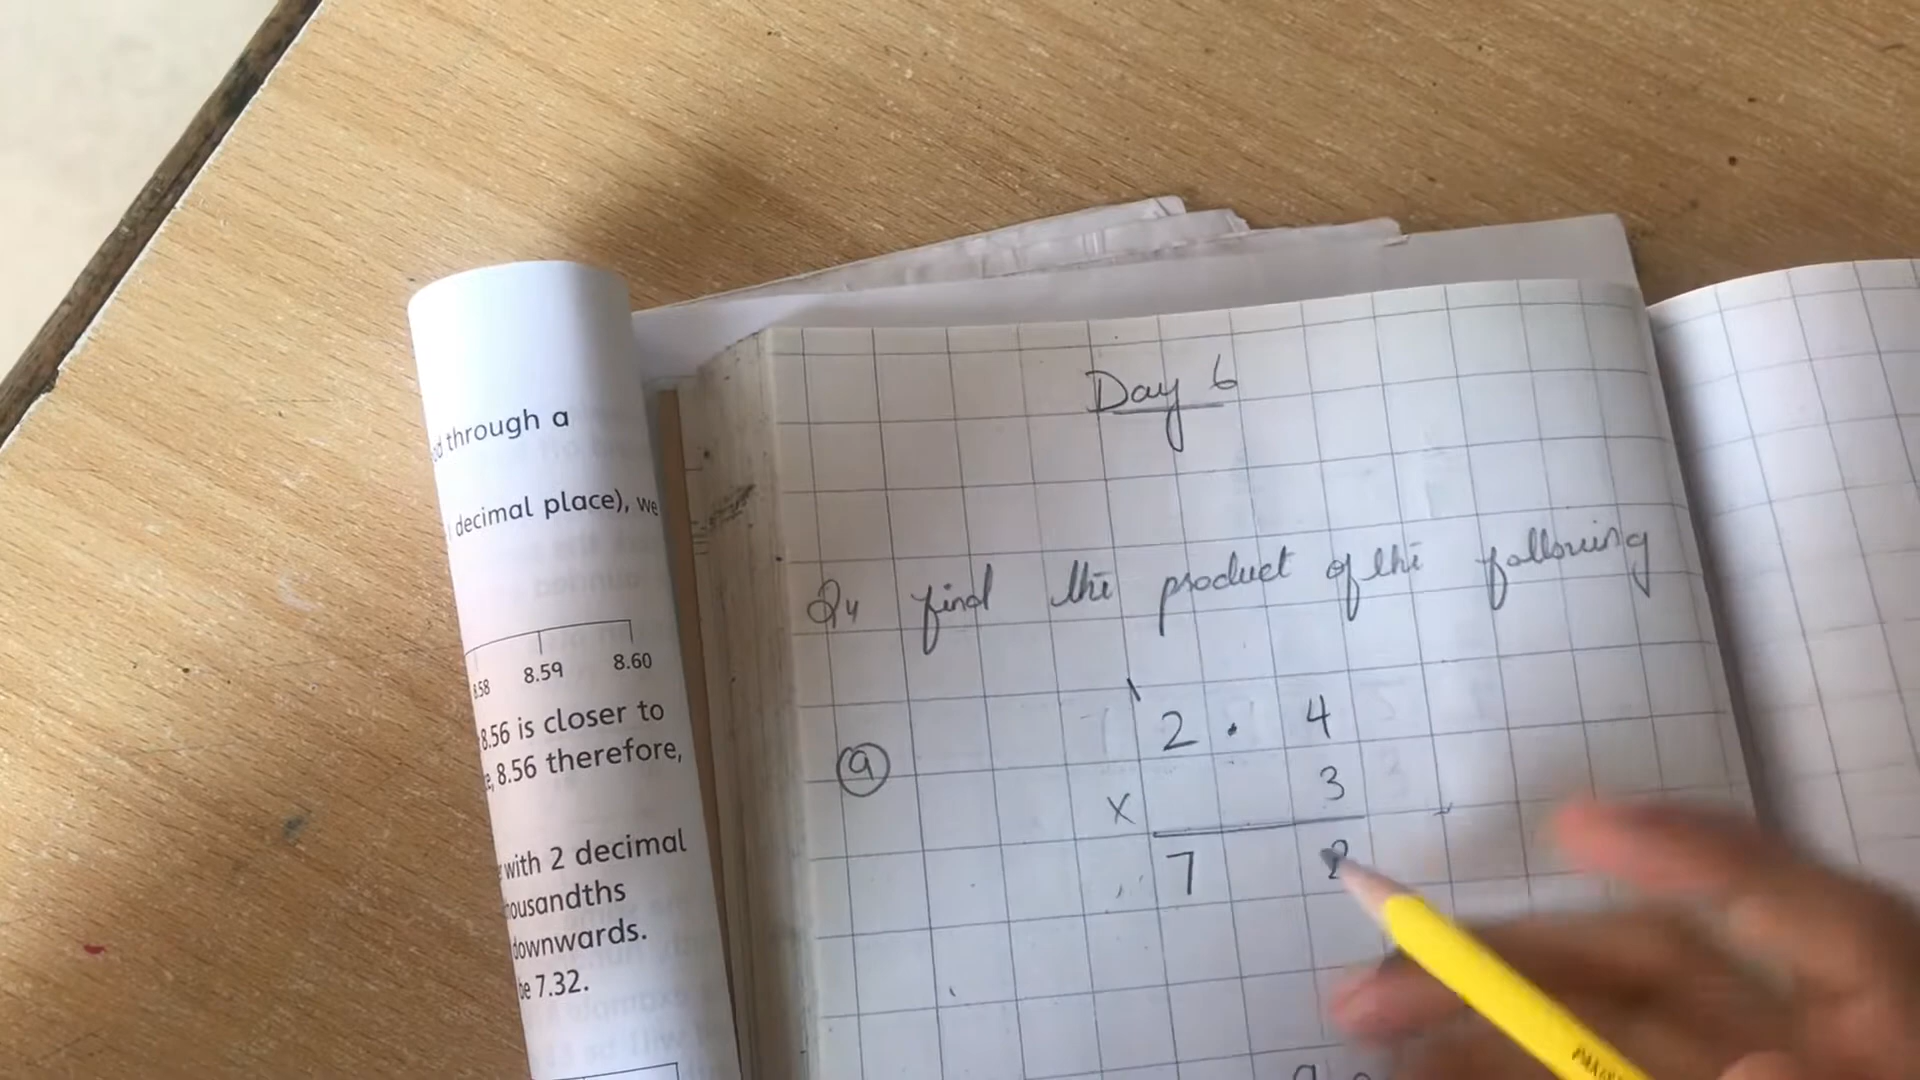 through a
decimal place), we
8.58 8.59 8.60
8.56 is closer to
8.56 therefore,
with 2 decimal
ousandths
downwards.
be 7.32.
Day 6
find the product of the following
a
2 . 4
x 3
7 2